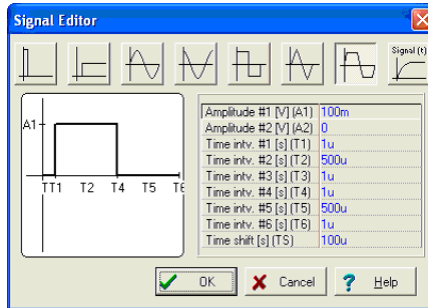 Signal Editor
Signal (t)
A1
TT1 T2 T4 T5 T6
Amplitude #1 [V] (A1) 100m
Amplitude #2 [V] (A2) 0
Time intv. #1 [s] (T1) 1u
Time intv. #2 [s] (T2) 500u
Time intv. #3 [s] (T3) 1u
Time intv. #4 [s] (T4) 1u
Time intv. #5 [s] (T5) 500u
Time intv. #6 [s] (T6) 1u
Time shift [s] (TS) 100u
OK Cancel ? Help